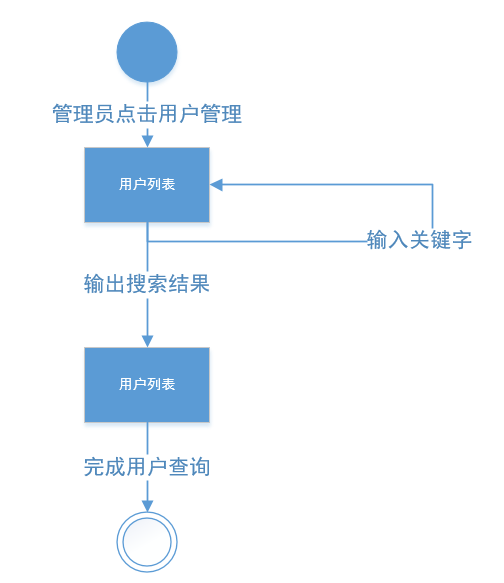 管理员点击用户管理
用户列表
输入关键字
输出搜索结果
用户列表
完成用户查询